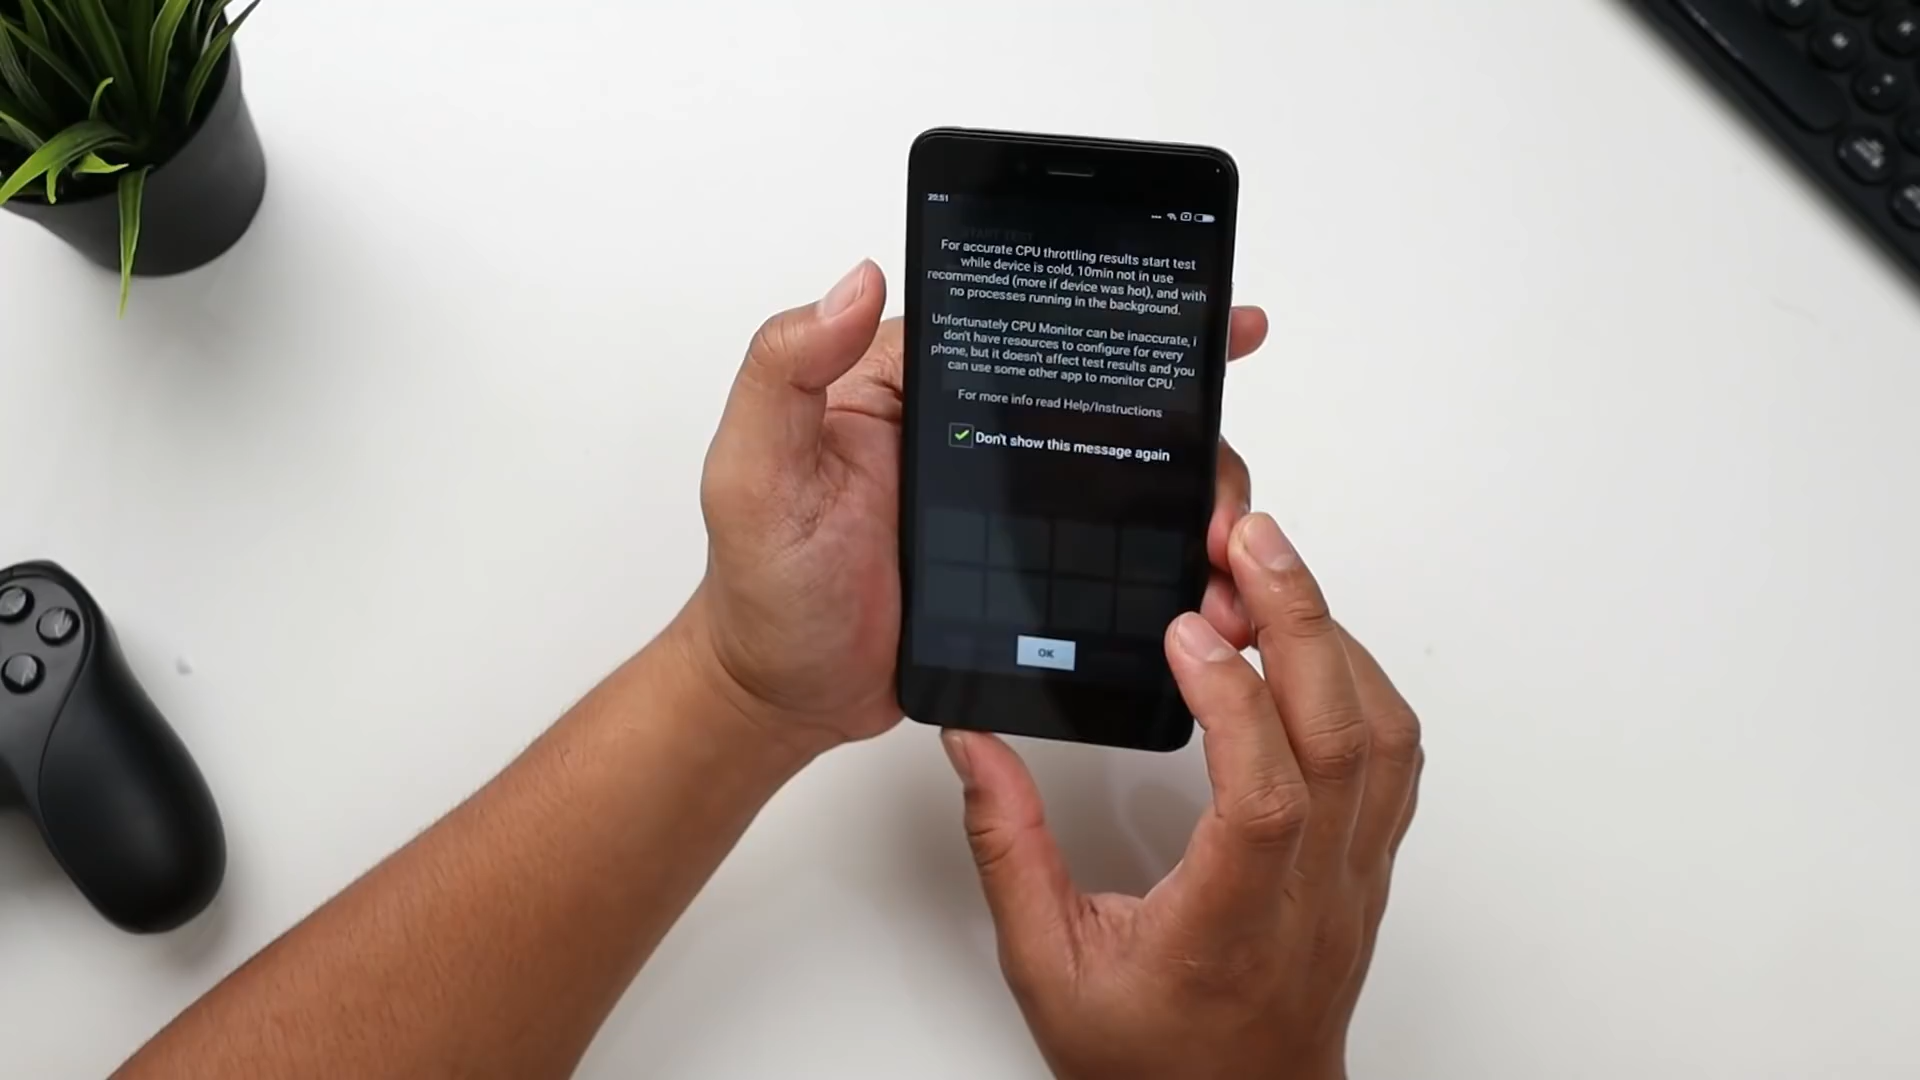 20:51
START TEST
For accurate CPU throttling results start test
while device is cold, 10min not in use
recommended (more if device was hot), and with
no processes running in the background.
Unfortunately CPU Monitor can be inaccurate, i
don't have resources to configure for every
phone, but it doesn't affect test results and you
can use some other app to monitor CPU.
For more info read Help/Instructions
Don't show this message again
OK